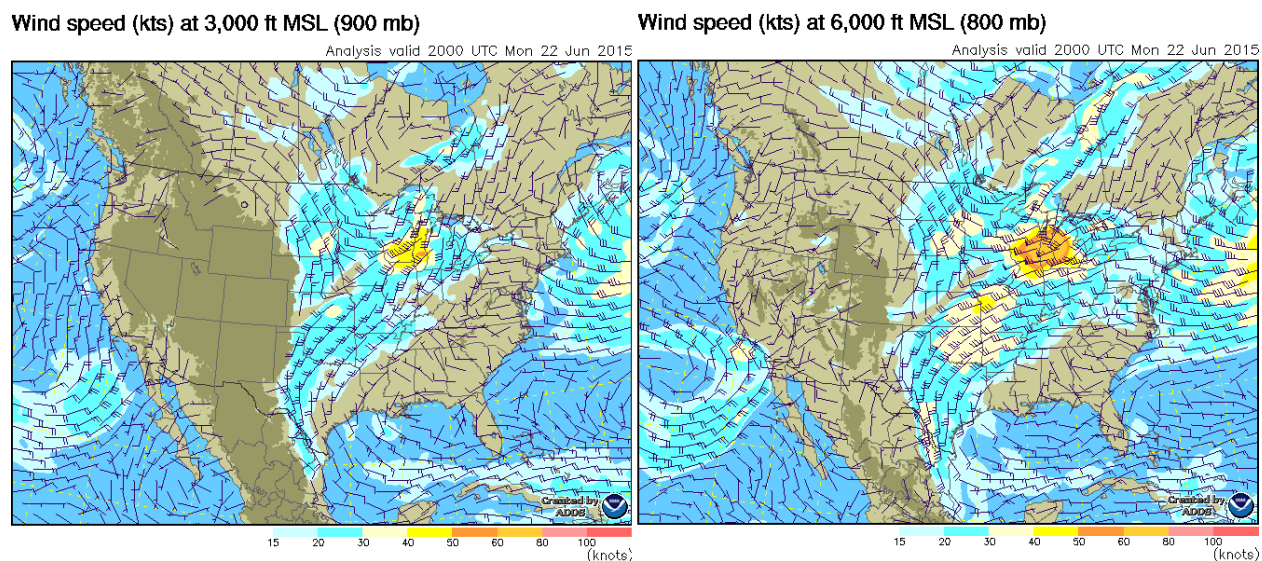 Wind speed (kts) at 3,000 ft MSL (900 mb)
Analysis valid 2000 UTC Mon 22 Jun 2015
Created by
ADDS
15 20 30 40 50 60 80 100
(knots)
Wind speed (kts) at 6,000 ft MSL (800 mb)
Analysis valid 2000 UTC Mon 22 Jun 2015
Created by
ADDS
15 20 30 40 50 60 80 100
(knots)